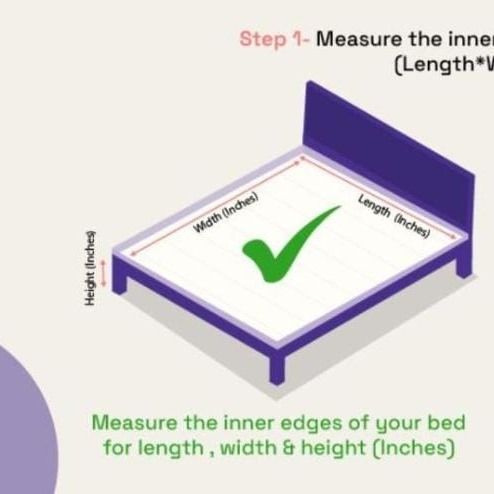 Step 1- Measure the inner
(Length*W
Width (Inches)
Length (Inches)
Height (Inches)
Measure the inner edges of your bed
for length , width & height (Inches)